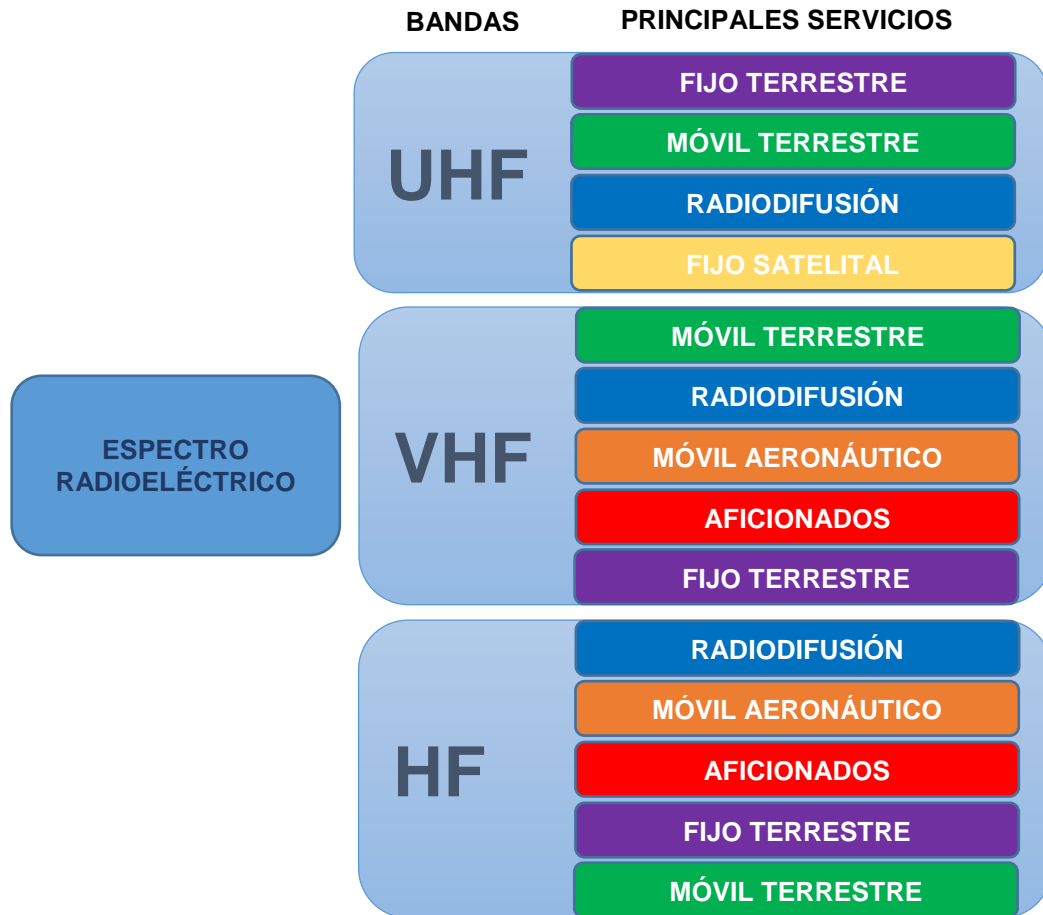 BANDAS
PRINCIPALES SERVICIOS
ESPECTRO
RADIOELÉCTRICO
UHF
FIJO TERRESTRE
MÓVIL TERRESTRE
RADIODIFUSIÓN
FIJO SATELITAL
VHF
MÓVIL TERRESTRE
RADIODIFUSIÓN
MÓVIL AERONÁUTICO
AFICIONADOS
FIJO TERRESTRE
HF
RADIODIFUSIÓN
MÓVIL AERONÁUTICO
AFICIONADOS
FIJO TERRESTRE
MÓVIL TERRESTRE